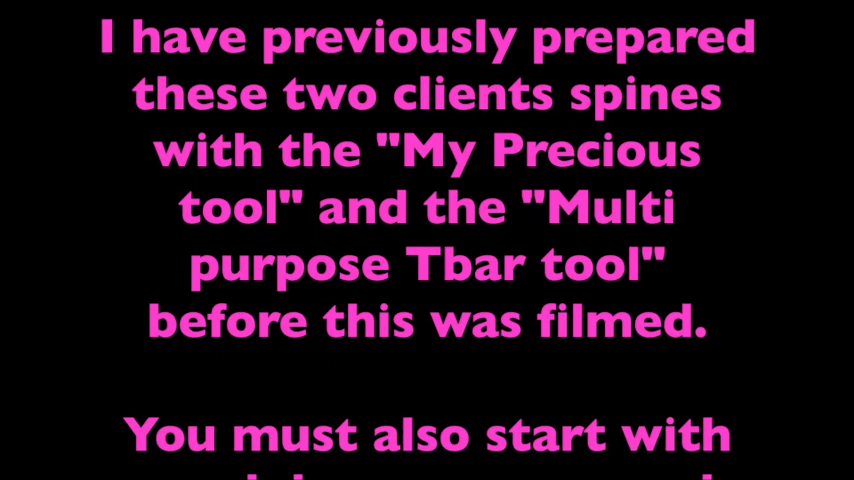 I have previously prepared
these two clients spines
with the "My Precious
tool" and the "Multi
purpose Tbar tool"
before this was filmed.
You must also start with